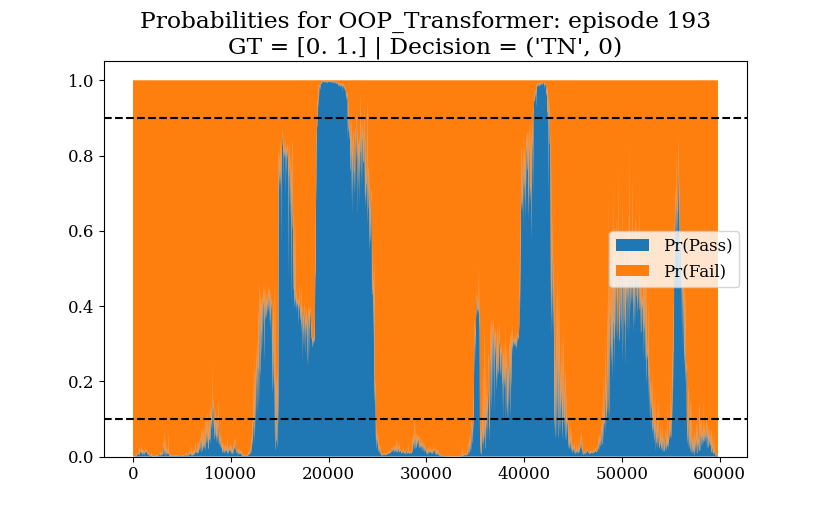 Probabilities for OOP_Transformer: episode 193
GT = [0. 1.] | Decision = ('TN', 0)
1.0
0.8
0.6
0.4
0.2
0.0
Pr(Pass)
Pr(Fail)
0 10000 20000 30000 40000 50000 60000